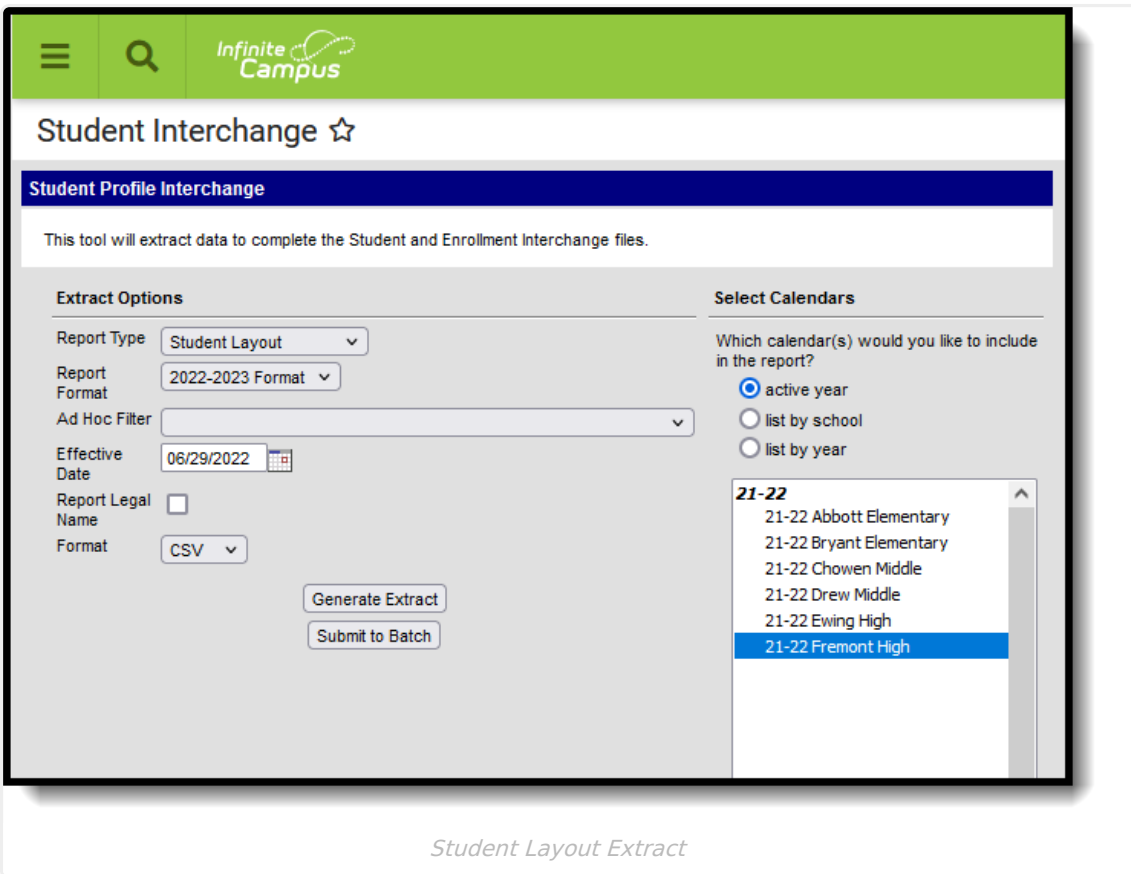 Infinite
Campus
Student Interchange
Student Profile Interchange
This tool will extract data to complete the Student and Enrollment Interchange files.
Extract Options
Report Type
Student Layout
Report
Format
2022-2023 Format
Ad Hoc Filter
Effective
Date
06/29/2022
Report Legal
Name
Format
CSV
Generate Extract
Submit to Batch
Select Calendars
Which calendar(s) would you like to include
in the report?
active year
list by school
list by year
21-22
21-22 Abbott Elementary
21-22 Bryant Elementary
21-22 Chowen Middle
21-22 Drew Middle
21-22 Ewing High
21-22 Fremont High
Student Layout Extract